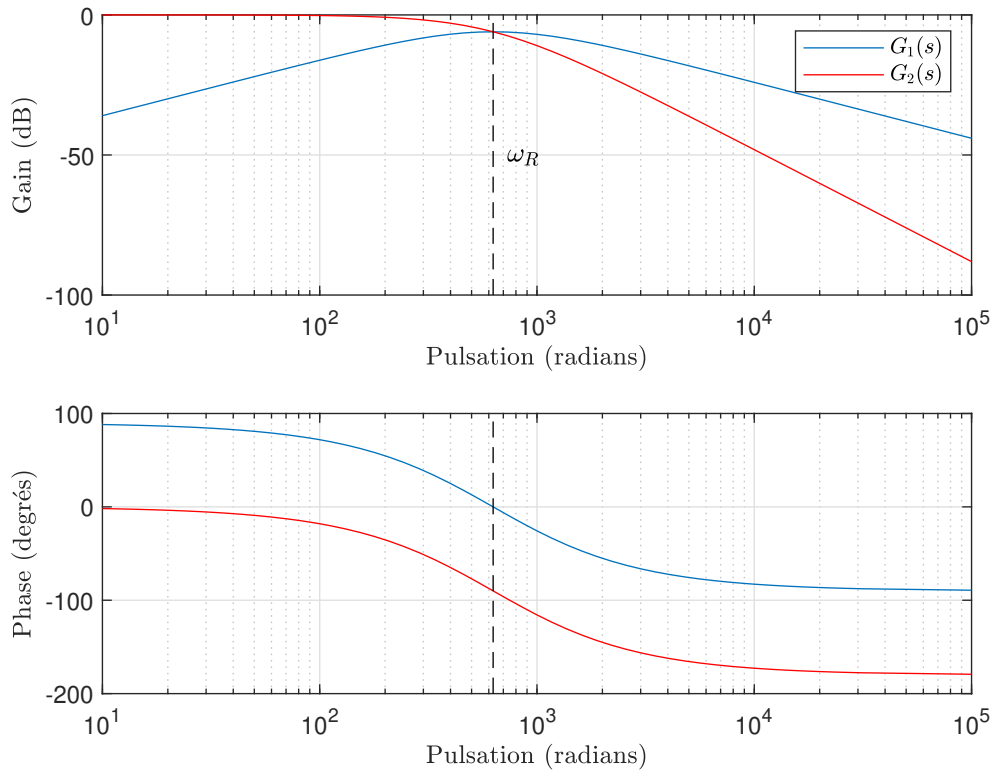 0
-50
-100
Gain (dB)
G₁(s)
G₂(s)
ω_R
10¹ 10² 10³ 10⁴ 10⁵
Pulsation (radians)
100
0
-100
-200
Phase (degrés)
10¹ 10² 10³ 10⁴ 10⁵
Pulsation (radians)